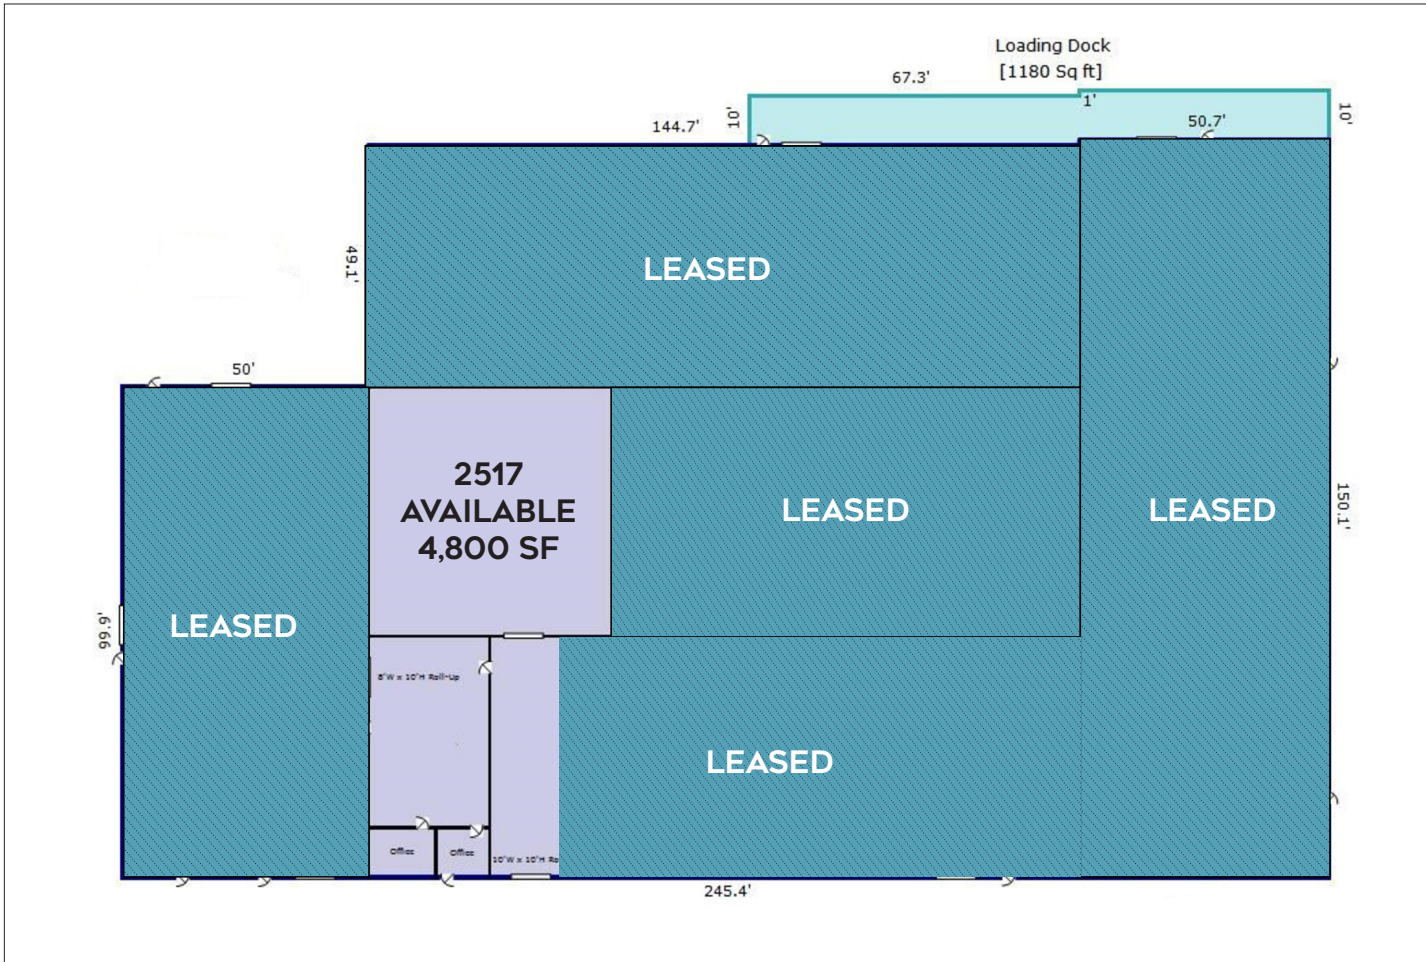 Loading Dock
[1180 Sq ft]
67.3'
1'
10'
10'
144.7'
50.7'
49.1'
LEASED
50'
2517
AVAILABLE
4,800 SF
LEASED
LEASED
150.1'
LEASED
99.9'
8'W x 10'H Roll-Up
LEASED
Office
Office
10'W x 10'H Ro
245.4'